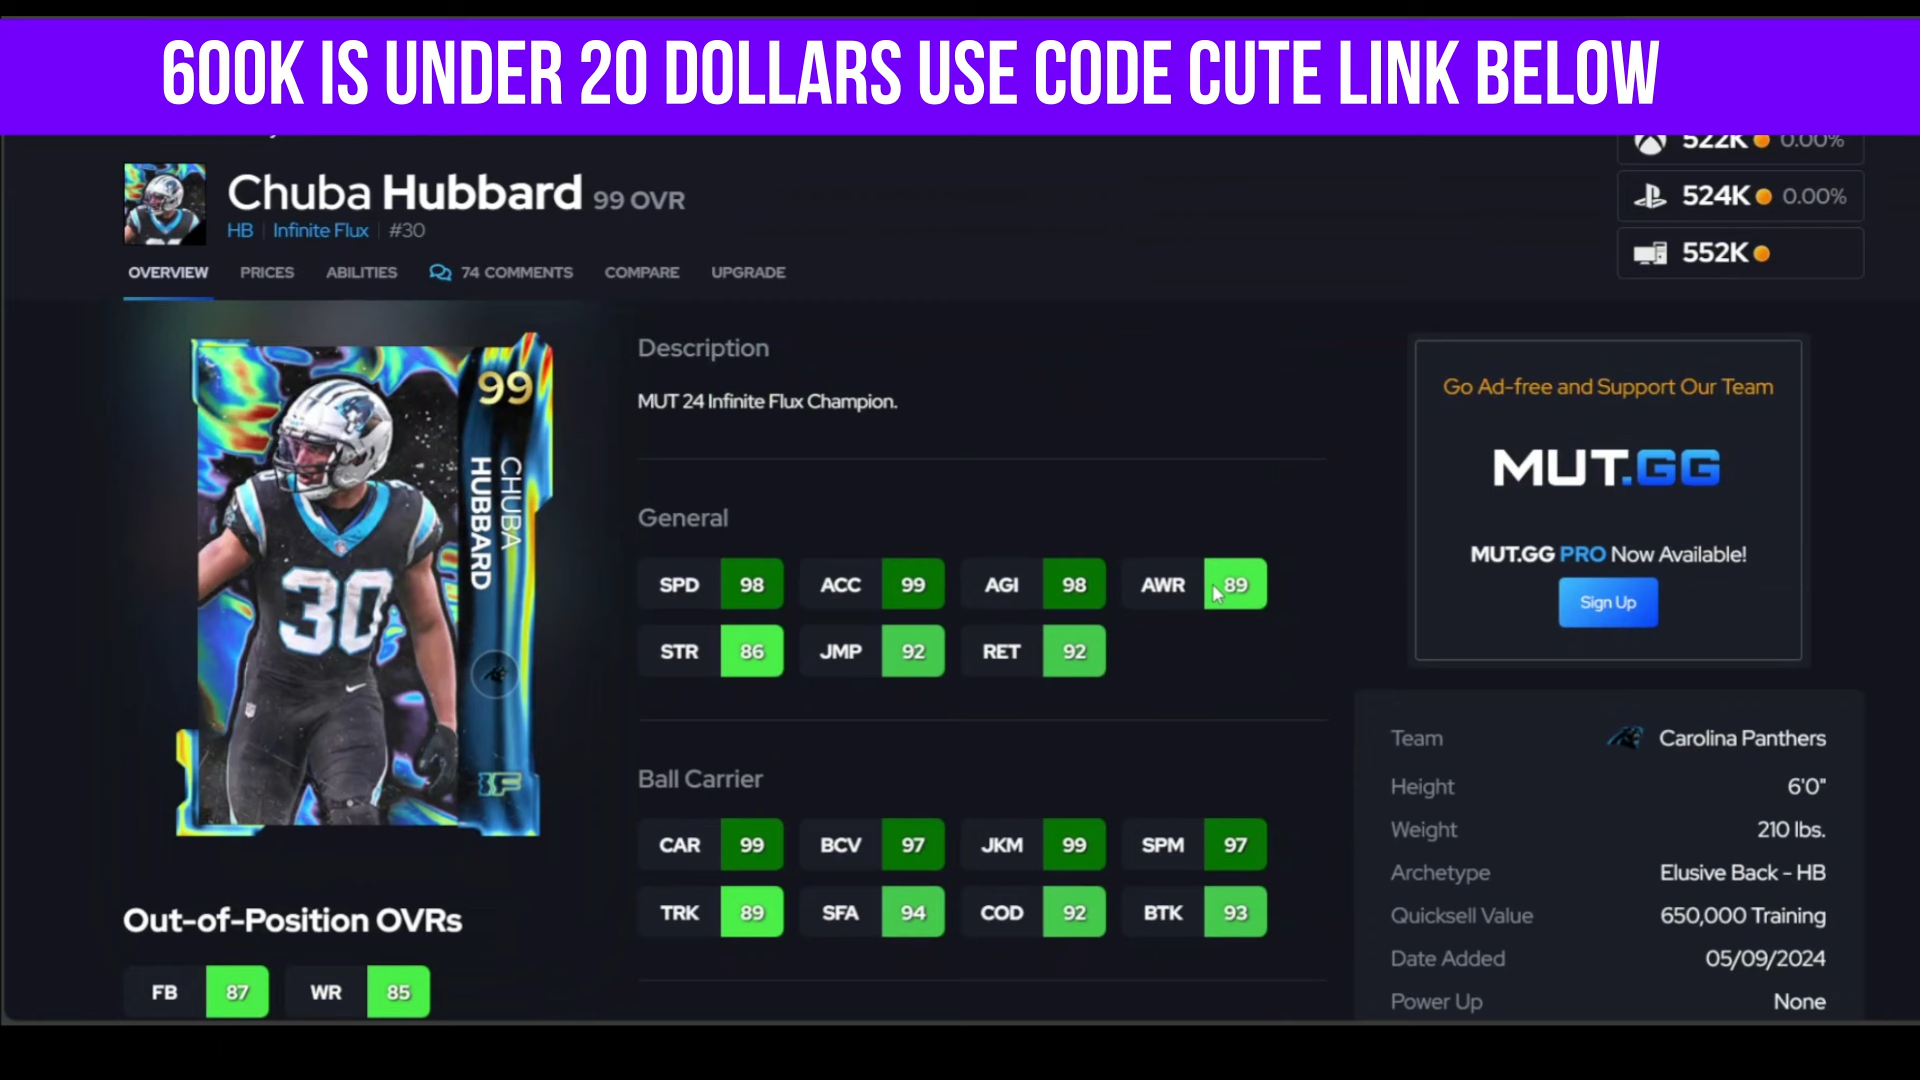 600K IS UNDER 20 DOLLARS USE CODE CUTE LINK BELOW
522K 0.00%
Chuba Hubbard 99 OVR
524K 0.00%
HB | Infinite Flux | #30
552K
OVERVIEW PRICES ABILITIES 74 COMMENTS COMPARE UPGRADE
99
CHUBA
HUBBARD
30
Description
MUT 24 Infinite Flux Champion.
General
SPD 98 ACC 99 AGI 98 AWR 89
STR 86 JMP 92 RET 92
Ball Carrier
CAR 99 BCV 97 JKM 99 SPM 97
TRK 89 SFA 94 COD 92 BTK 93
Out-of-Position OVRs
FB 87 WR 85
Go Ad-free and Support Our Team
MUT.GG
MUT.GG PRO Now Available!
Sign Up
Team Carolina Panthers
Height 6'0"
Weight 210 lbs.
Archetype Elusive Back - HB
Quicksell Value 650,000 Training
Date Added 05/09/2024
Power Up None